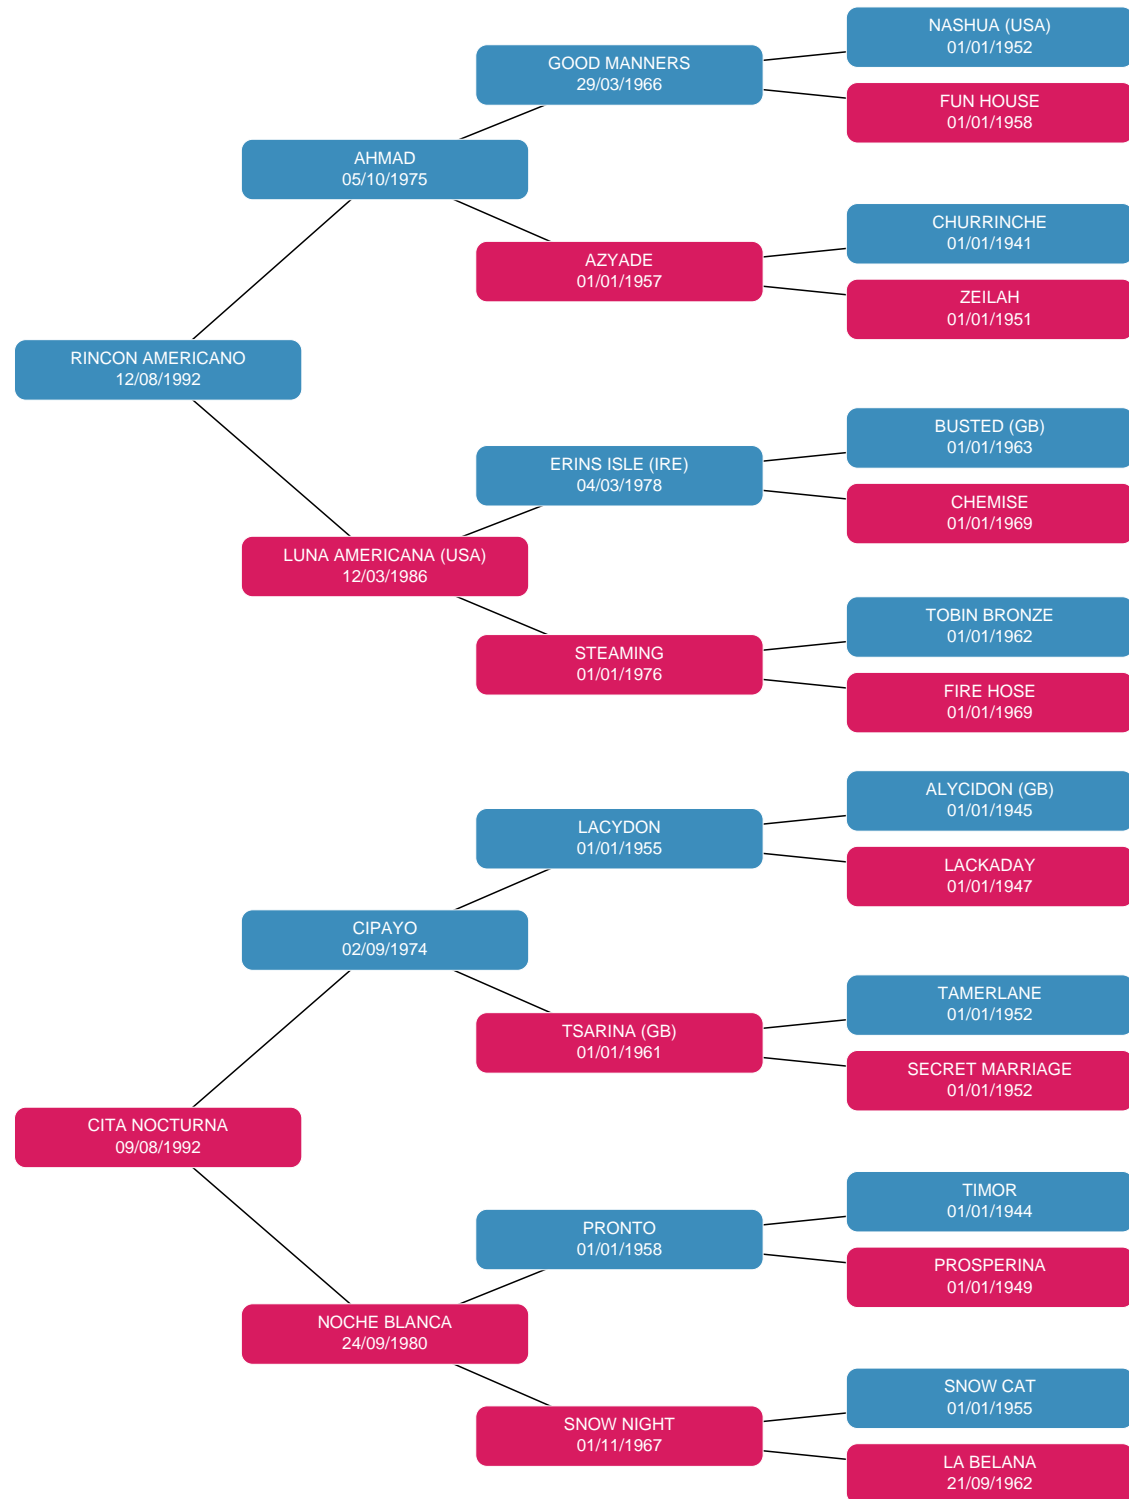 NASHUA (USA)
01/01/1952
GOOD MANNERS
29/03/1966
FUN HOUSE
01/01/1958
AHMAD
05/10/1975
CHURRINCHE
01/01/1941
AZYADE
01/01/1957
ZEILAH
01/01/1951
RINCON AMERICANO
12/08/1992
BUSTED (GB)
01/01/1963
ERINS ISLE (IRE)
04/03/1978
CHEMISE
01/01/1969
LUNA AMERICANA (USA)
12/03/1986
TOBIN BRONZE
01/01/1962
STEAMING
01/01/1976
FIRE HOSE
01/01/1969
ALYCIDON (GB)
01/01/1945
LACYDON
01/01/1955
LACKADAY
01/01/1947
CIPAYO
02/09/1974
TAMERLANE
01/01/1952
TSARINA (GB)
01/01/1961
SECRET MARRIAGE
01/01/1952
CITA NOCTURNA
09/08/1992
TIMOR
01/01/1944
PRONTO
01/01/1958
PROSPERINA
01/01/1949
NOCHE BLANCA
24/09/1980
SNOW CAT
01/01/1955
SNOW NIGHT
01/11/1967
LA BELANA
21/09/1962